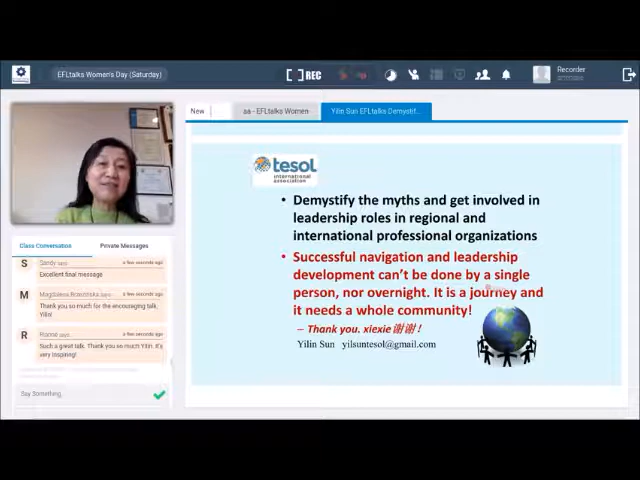 EFLtalks Women's Day (Saturday)
REC
Recorder
New
aa - EFLtalks Women
Yilin Sun EFLtalks Demystif...
tesol
international
association
• Demystify the myths and get involved in
leadership roles in regional and
international professional organizations
• Successful navigation and leadership
development can't be done by a single
person, nor overnight. It is a journey and
it needs a whole community!
– Thank you. xiexie 谢谢！
Yilin Sun yilsuntesol@gmail.com
Class Conversation
Private Messages
S
Sandy says
a few seconds ago
Excellent final message
M
Magdalena
a few seconds ago
Thank you so much for the encouraging talk,
Yilin!
R
Rianne says
a few seconds ago
Such a great talk. Thank you so much Yilin. It's
very inspiring!
Say Something.